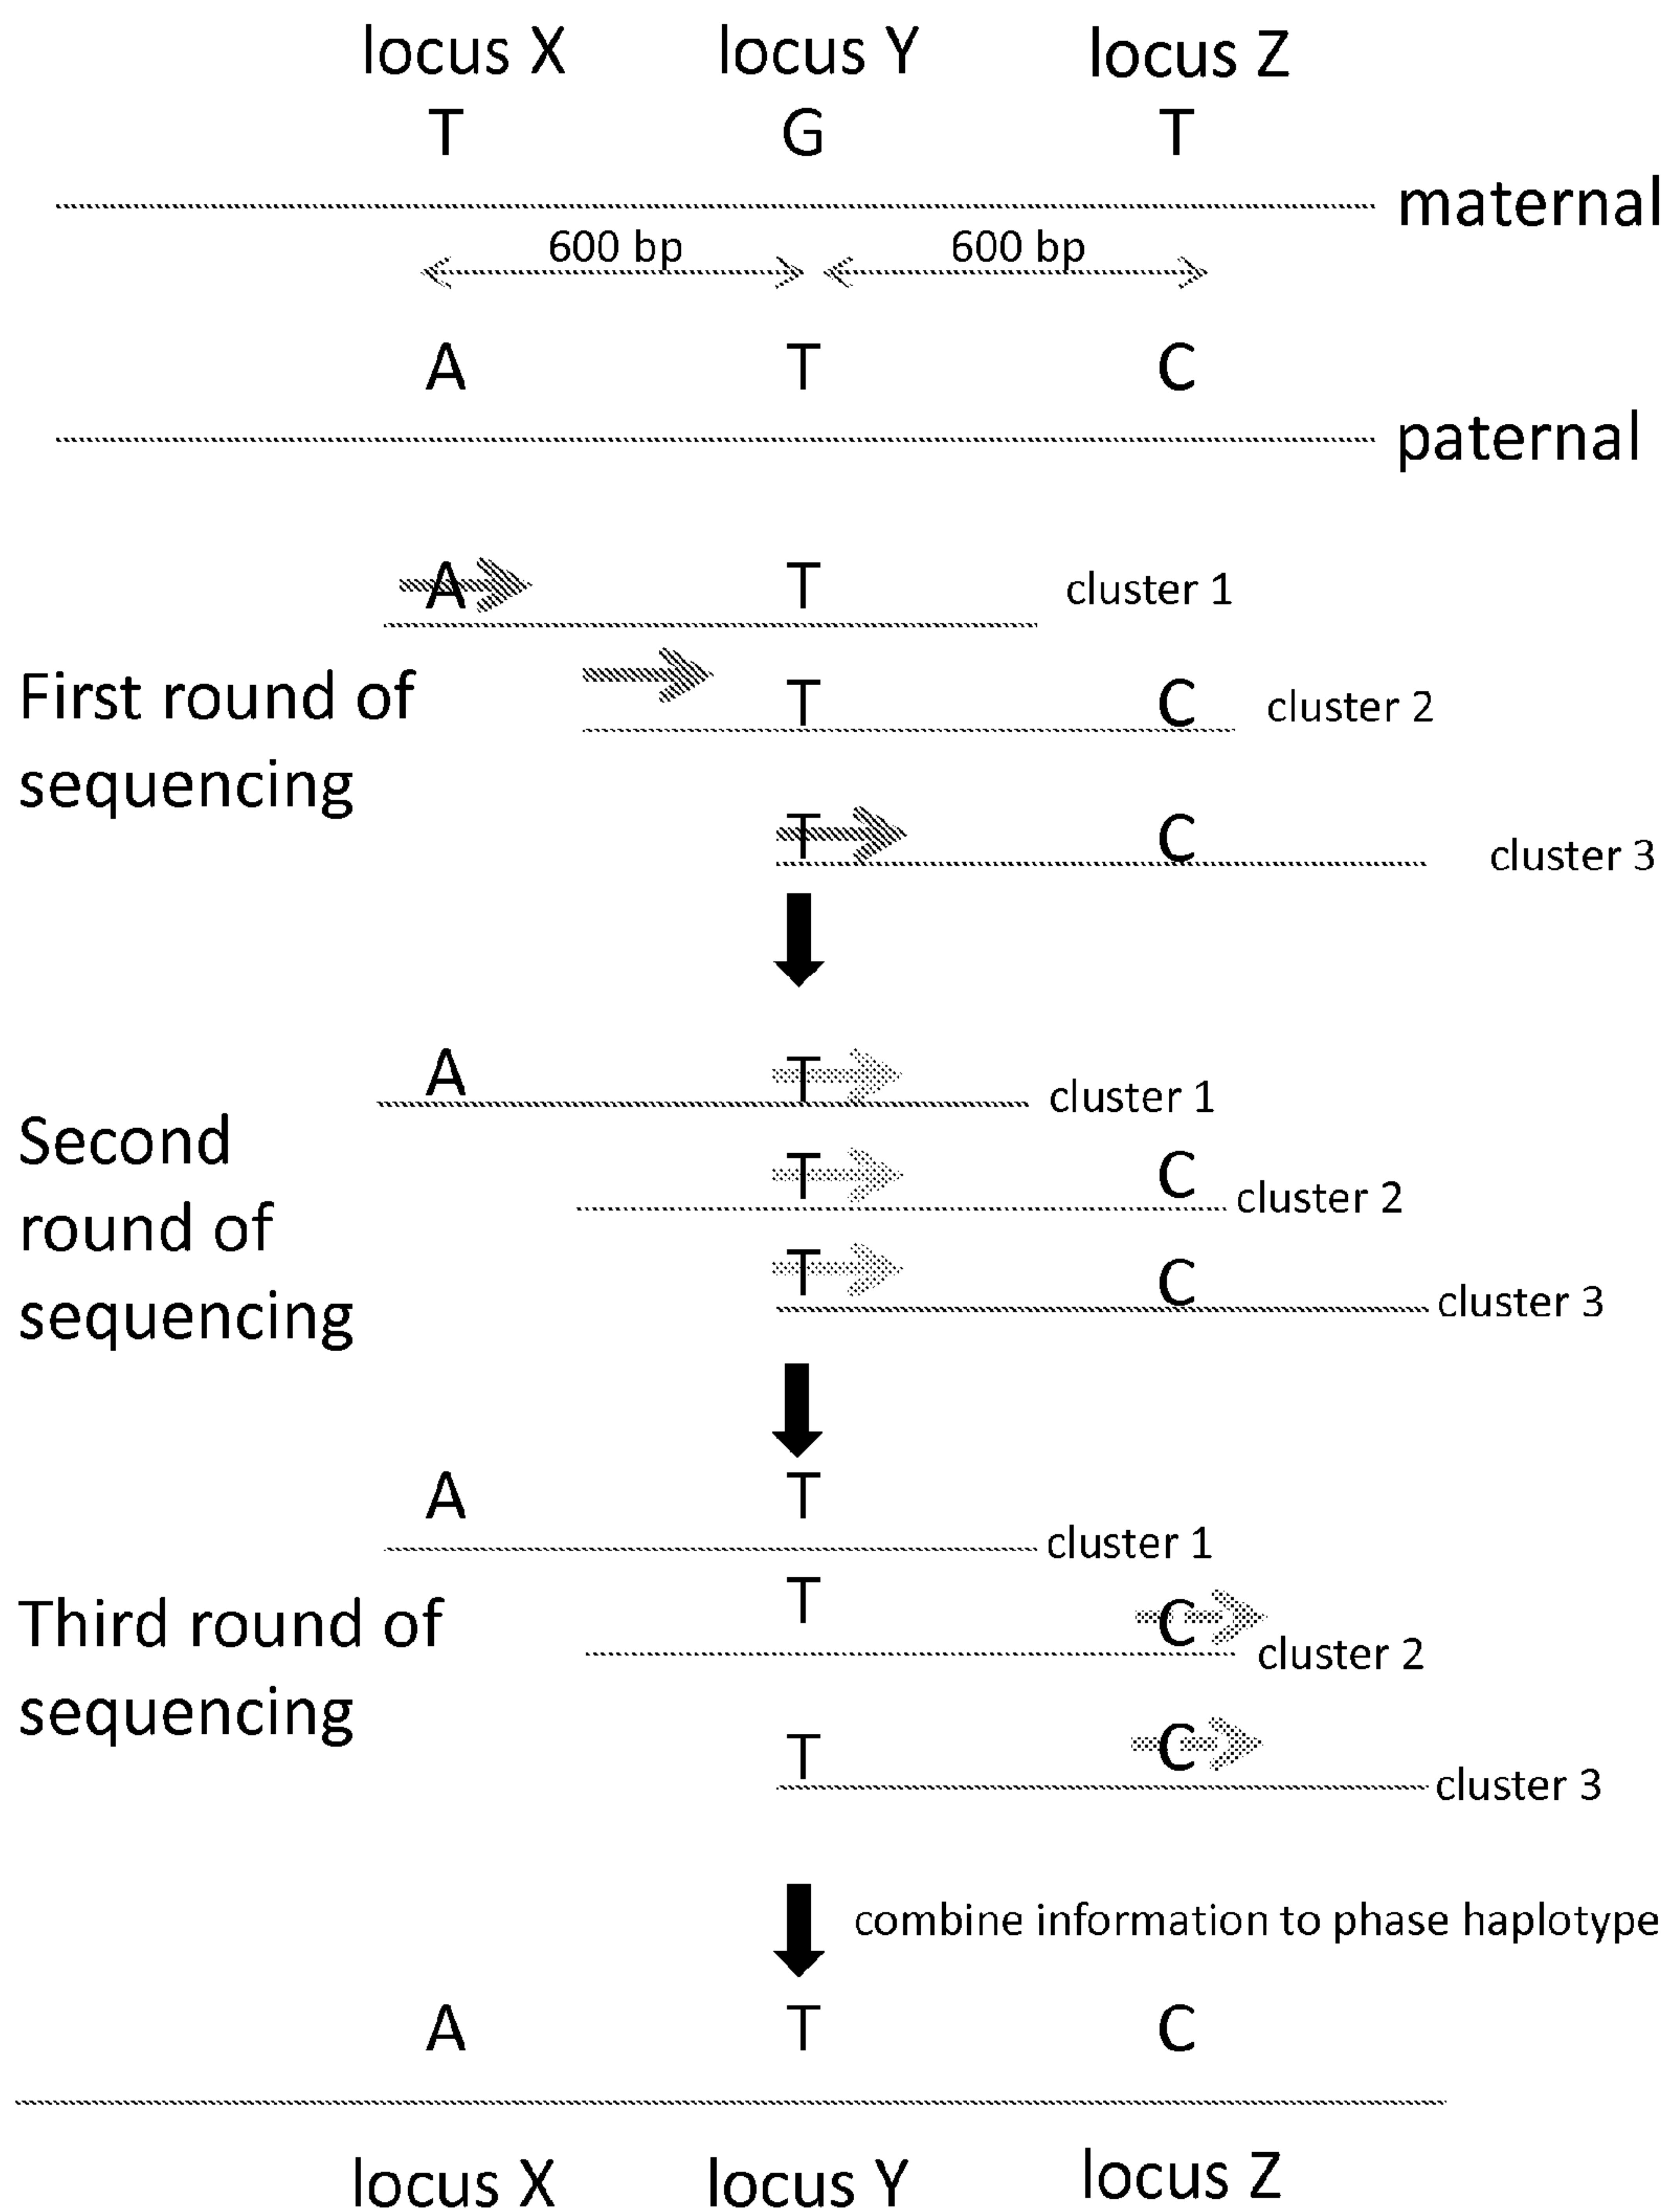 locus X locus Y locus Z
T G T
maternal
600 bp 600 bp
A T C
paternal
A T cluster 1
First round of
sequencing
T C cluster 2
T C cluster 3
A T cluster 1
Second
round of
sequencing
T C cluster 2
T C cluster 3
A T
cluster 1
Third round of
sequencing
T C
cluster 2
T C
cluster 3
combine information to phase haplotype
A T C
locus X locus Y locus Z